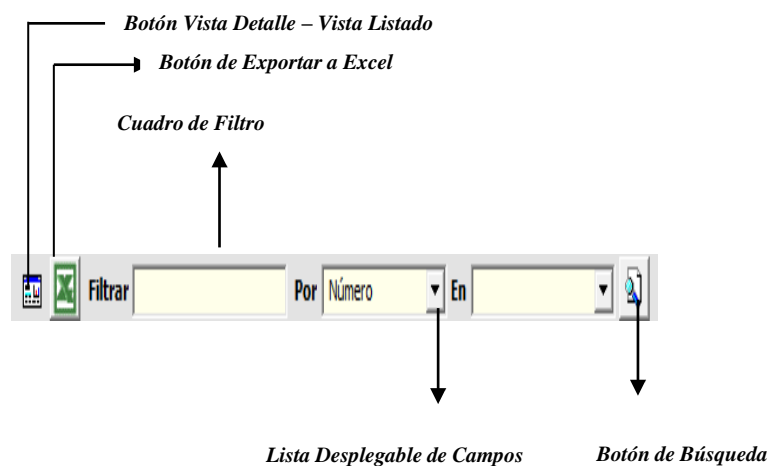 Botón Vista Detalle – Vista Listado
Botón de Exportar a Excel
Cuadro de Filtro
Filtrar Por Número En
Lista Desplegable de Campos Botón de Búsqueda